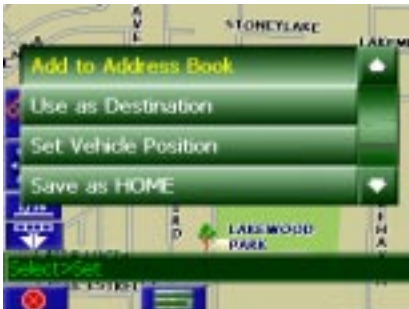 STONEYLAKE
Add to Address Book
Use as Destination
Set Vehicle Position
Save as HOME
LAKEWOOD
PARK
Select>Set